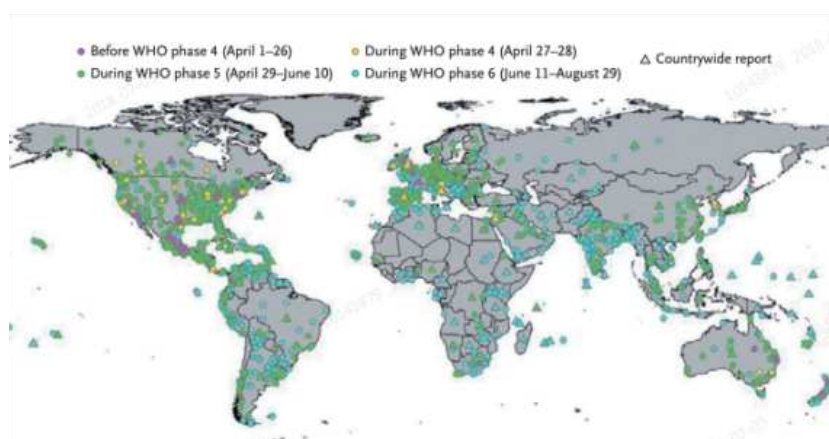 Before WHO phase 4 (April 1–26)
During WHO phase 4 (April 27–28)
During WHO phase 5 (April 29–June 10)
During WHO phase 6 (June 11–August 29)
Countrywide report